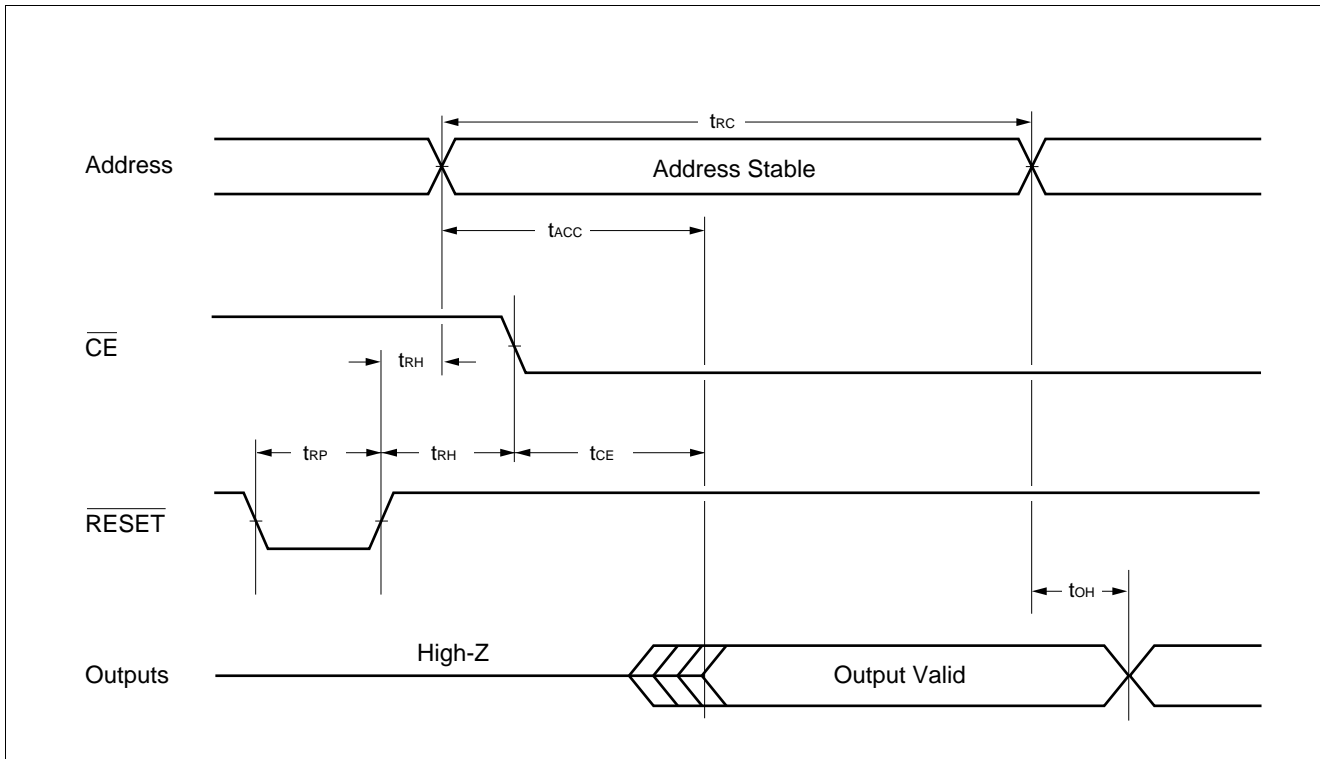 tRC
Address
Address Stable
tACC
CE
tRH
tRP
tRH
tCE
RESET
tOH
High-Z
Outputs
Output Valid